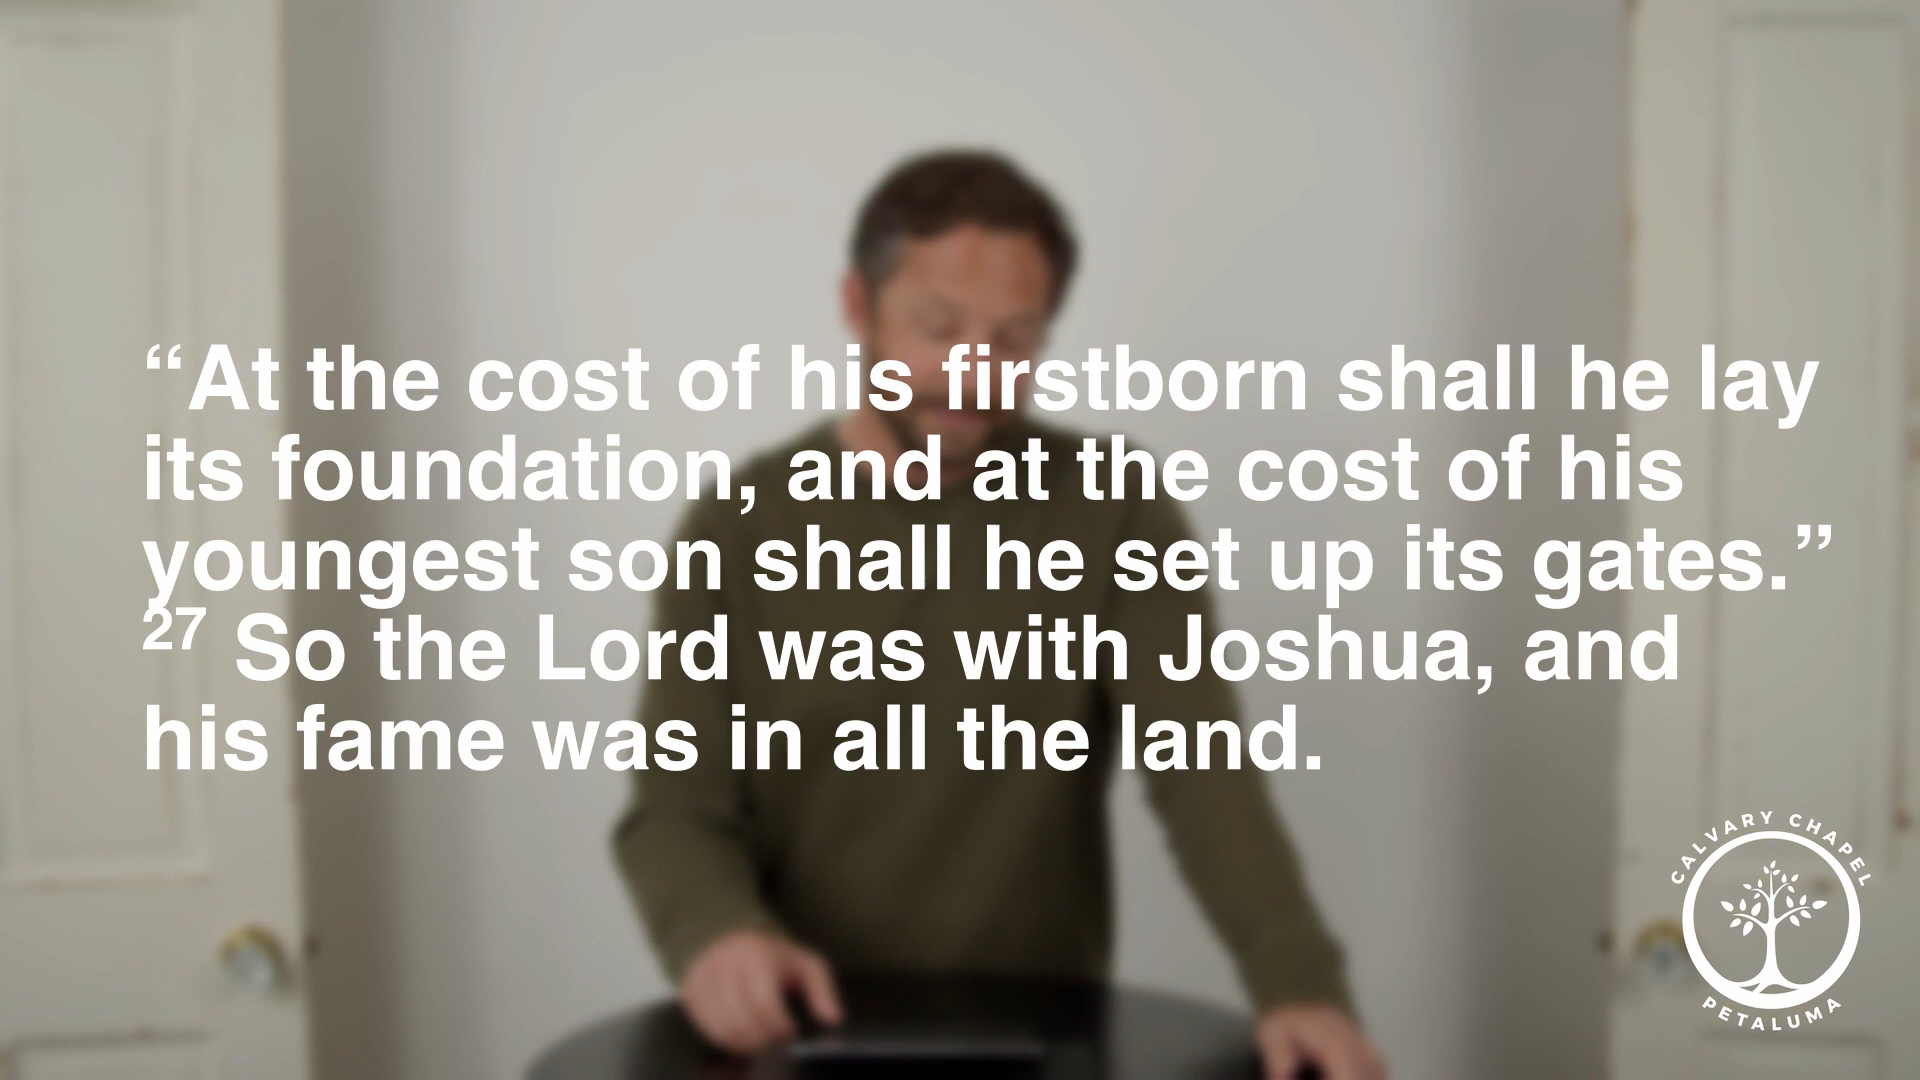 “At the cost of his firstborn shall he lay
its foundation, and at the cost of his
youngest son shall he set up its gates.”
27 So the Lord was with Joshua, and
his fame was in all the land.
CALVARY CHAPEL
PETALUMA